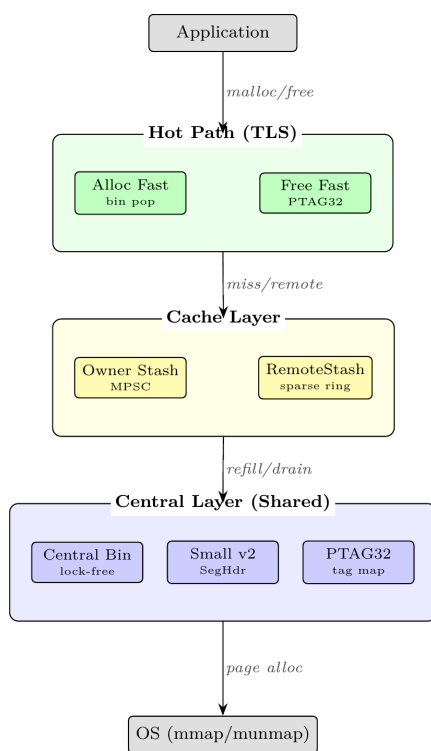 Application
malloc/free
Hot Path (TLS)
Alloc Fast
bin pop
Free Fast
PTAG32
miss/remote
Cache Layer
Owner Stash
MPSC
RemoteStash
sparse ring
refill/drain
Central Layer (Shared)
Central Bin
lock-free
Small v2
SegHdr
PTAG32
tag map
page alloc
OS (mmap/munmap)